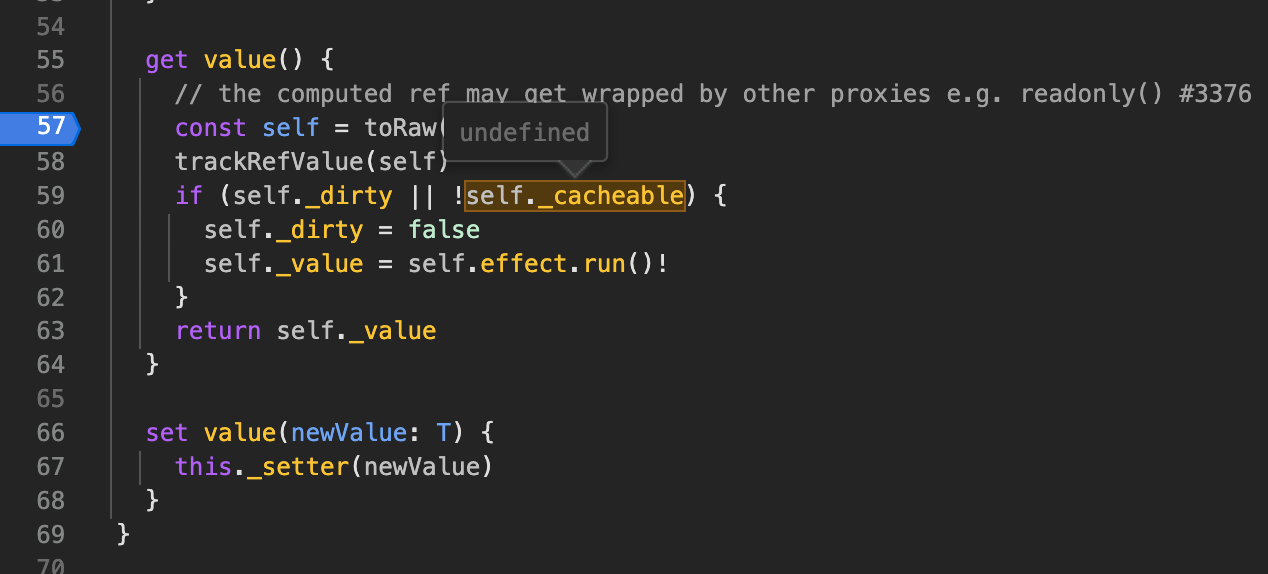 54
55 get value() {
56 // the computed ref may get wrapped by other proxies e.g. readonly() #3376
57 const self = toRaw(
undefined
58 trackRefValue(self)
59 if (self._dirty || !self._cacheable) {
60 self._dirty = false
61 self._value = self.effect.run()!
62 }
63 return self._value
64 }
65
66 set value(newValue: T) {
67 this._setter(newValue)
68 }
69 }
70